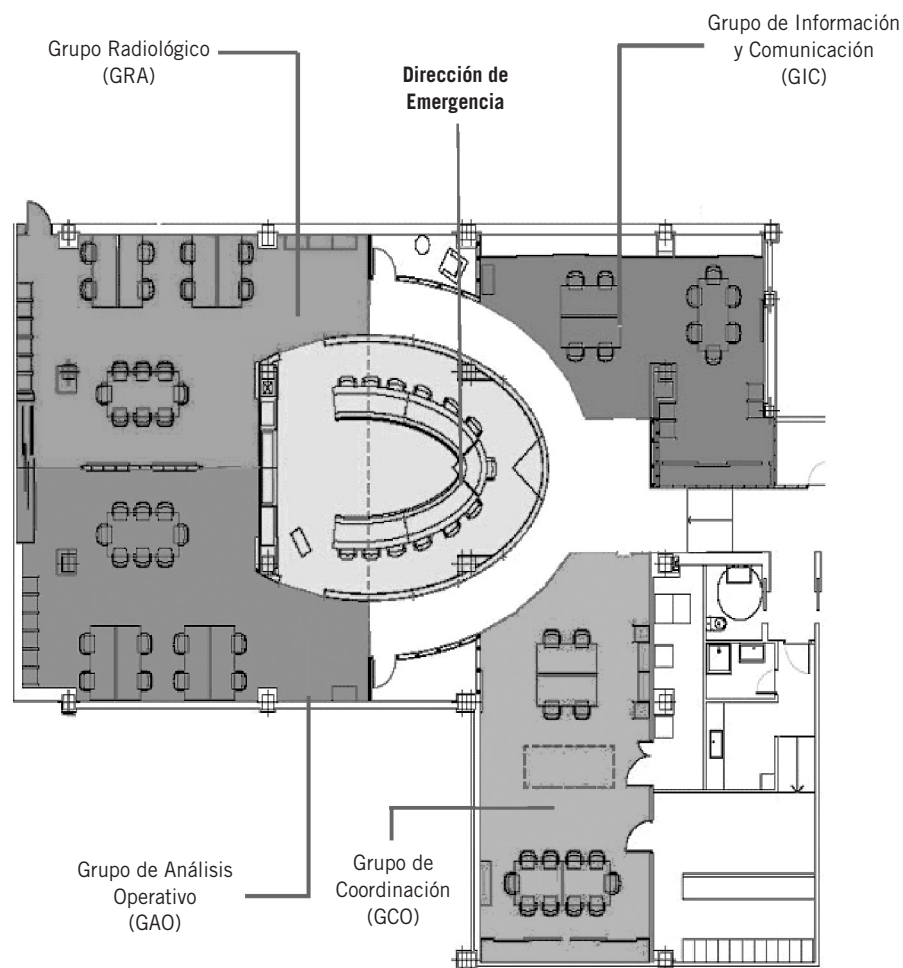 Grupo Radiológico
(GRA)
Dirección de
Emergencia
Grupo de Información
y Comunicación
(GIC)
Grupo de Análisis
Operativo
(GAO)
Grupo de
Coordinación
(GCO)